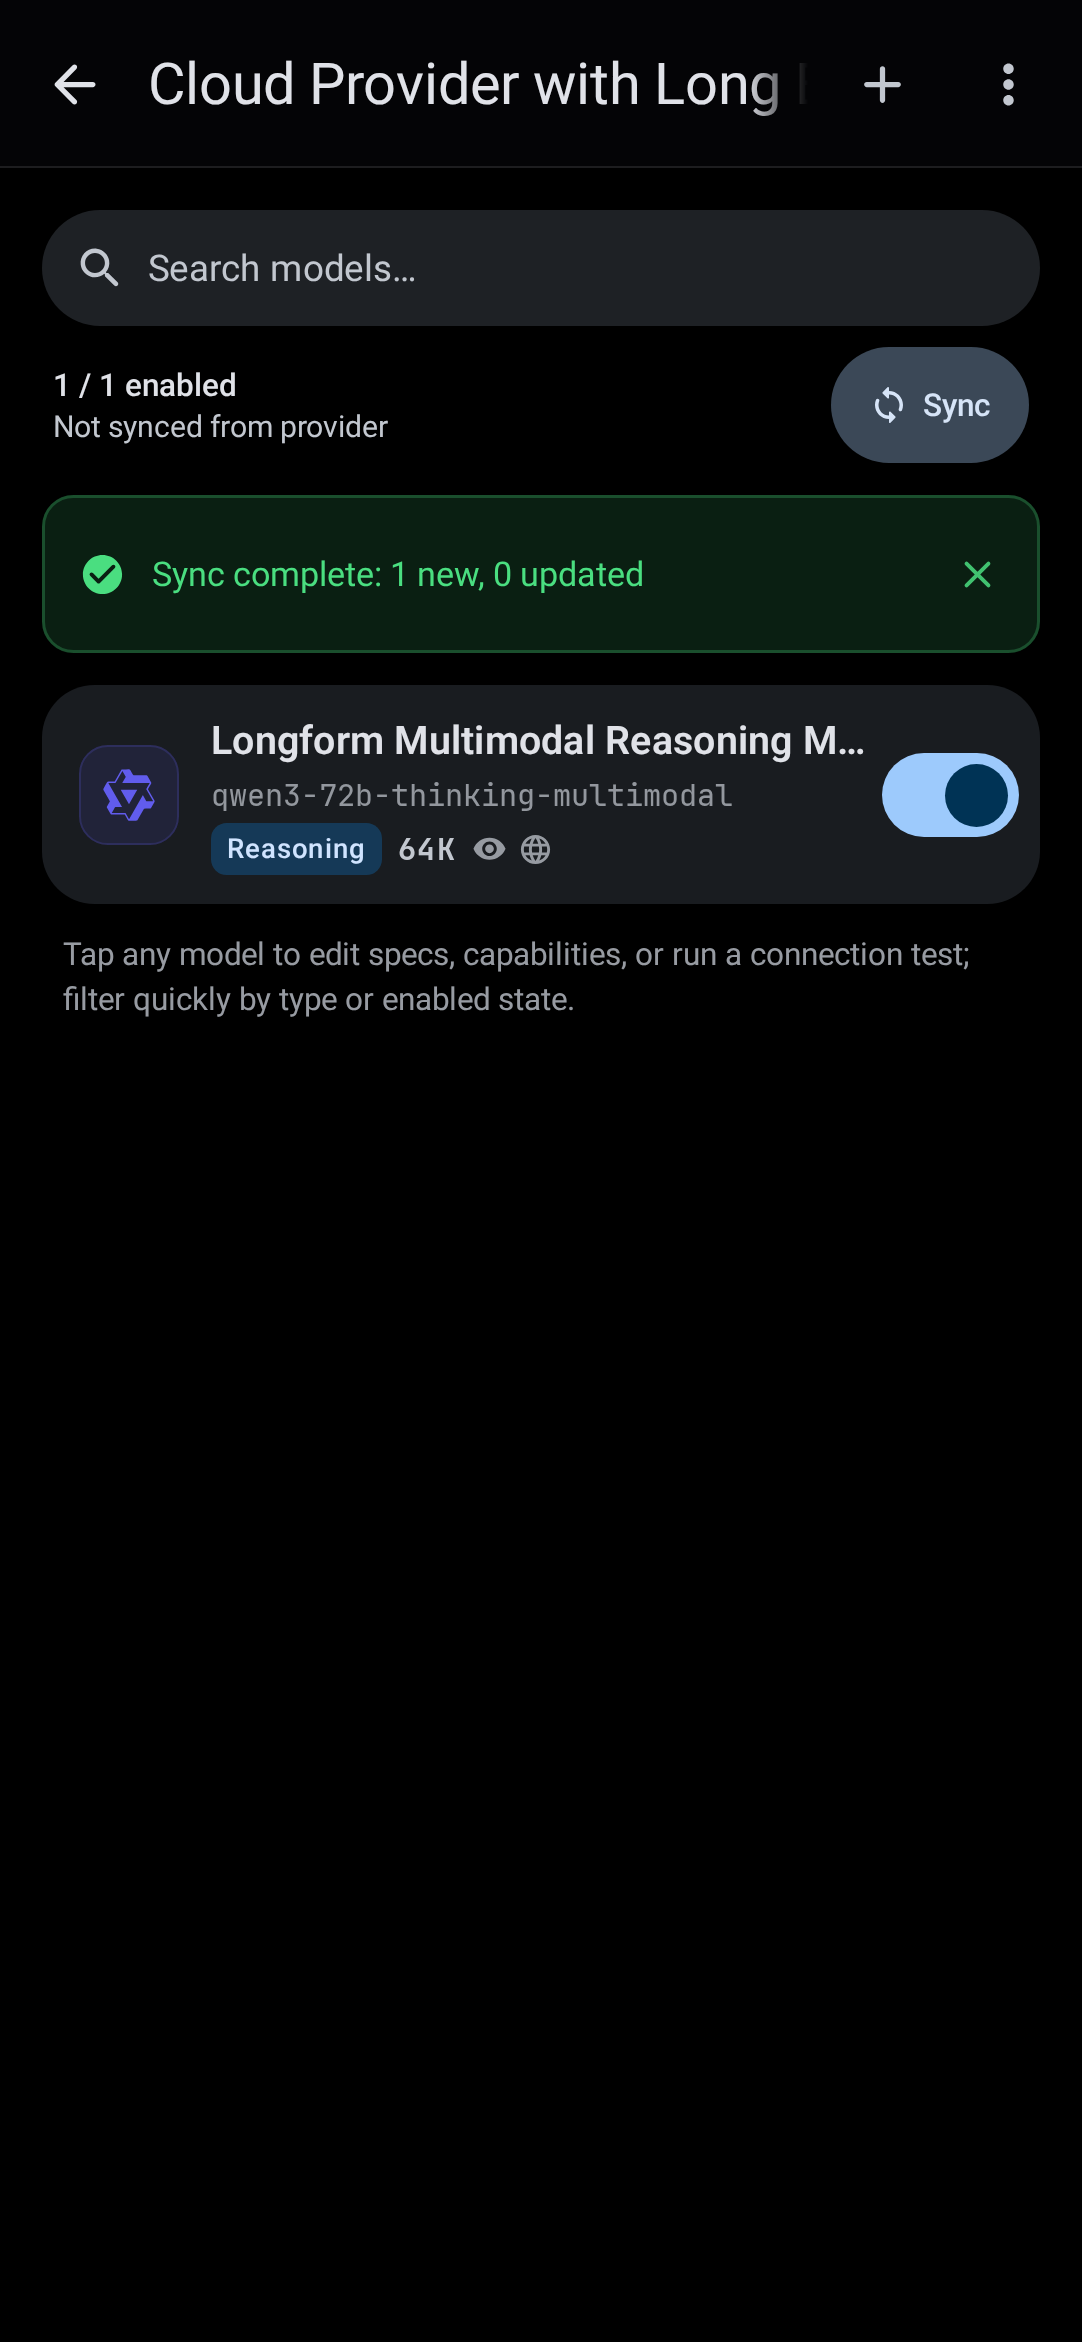 Cloud Provider with Long
Search models...
1 / 1 enabled
Not synced from provider
Sync
Sync complete: 1 new, 0 updated
Longform Multimodal Reasoning M...
qwen3-72b-thinking-multimodal
Reasoning 64K
Tap any model to edit specs, capabilities, or run a connection test;
filter quickly by type or enabled state.